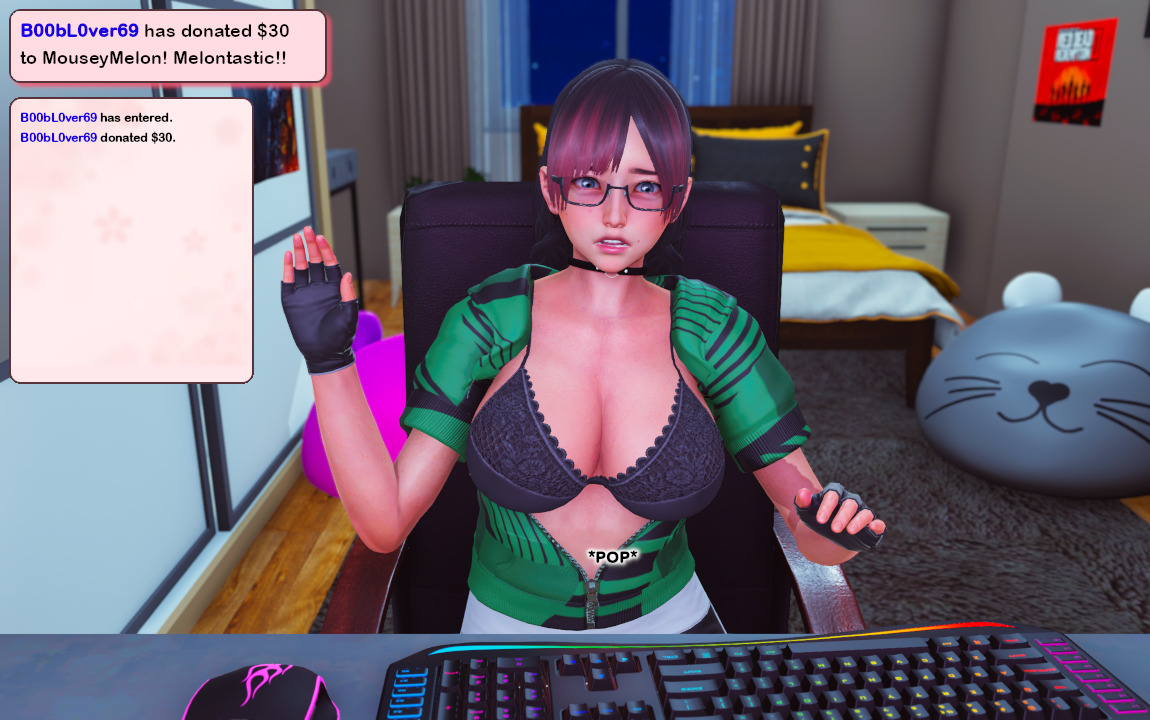 B00bL0ver69 has donated $30
to MouseyMelon! Melontastic!!
B00bL0ver69 has entered.
B00bL0ver69 donated $30.
*POP*